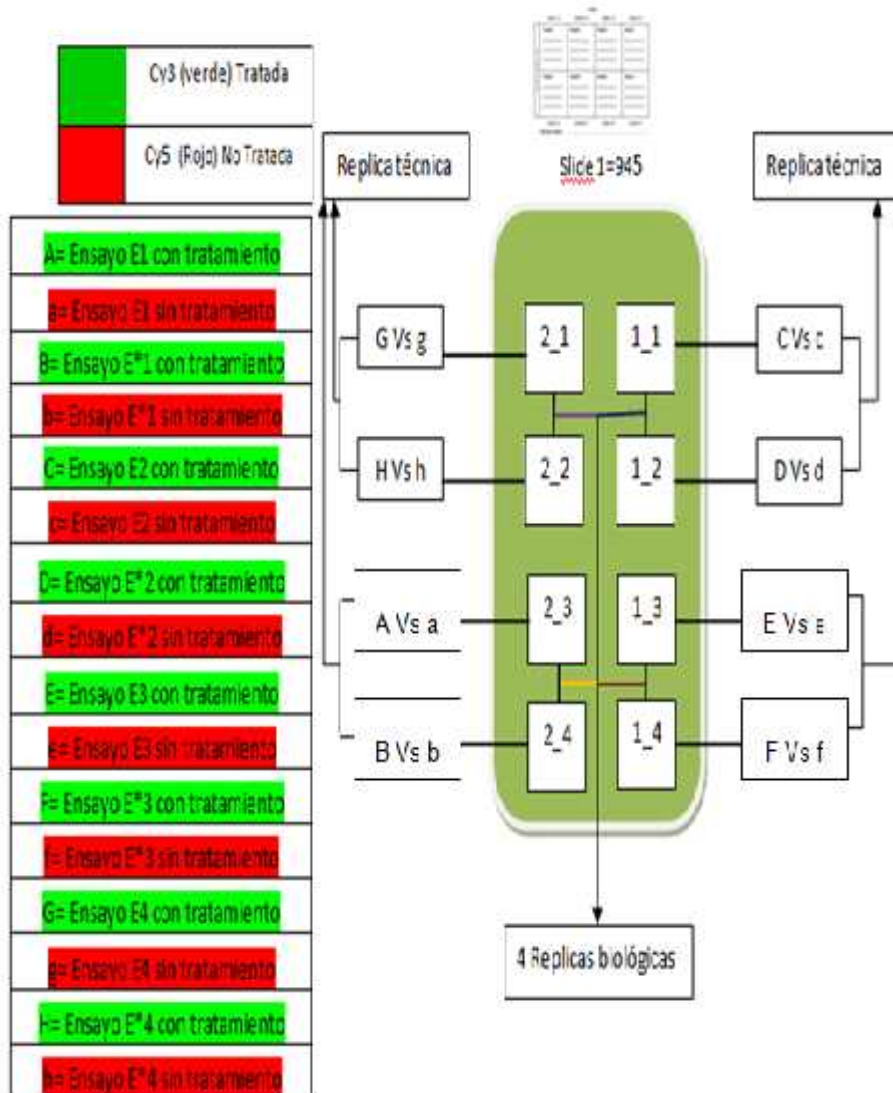 Cy3 (verde) Tratada
Cy5 (Rojo) No Tratada
A= Ensayo E1 con tratamiento
a= Ensayo E1 sin tratamiento
B= Ensayo E*1 con tratamiento
b= Ensayo E*1 sin tratamiento
C= Ensayo E2 con tratamiento
c= Ensayo E2 sin tratamiento
D= Ensayo E*2 con tratamiento
d= Ensayo E*2 sin tratamiento
E= Ensayo E3 con tratamiento
e= Ensayo E3 sin tratamiento
F= Ensayo E*3 con tratamiento
f= Ensayo E*3 sin tratamiento
G= Ensayo E4 con tratamiento
g= Ensayo E4 sin tratamiento
H= Ensayo E*4 con tratamiento
h= Ensayo E*4 sin tratamiento
Replica técnica
Slide 1=945
Replica técnica
G Vs g
2_1
1_1
C Vs c
H Vs h
2_2
1_2
D Vs d
A Vs a
2_3
1_3
E Vs e
B Vs b
2_4
1_4
F Vs f
4 Replicas biológicas